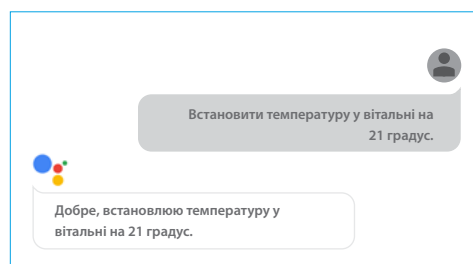 Встановити температуру у вітальні на
21 градус.
Добре, встановлюю температуру у
вітальні на 21 градус.